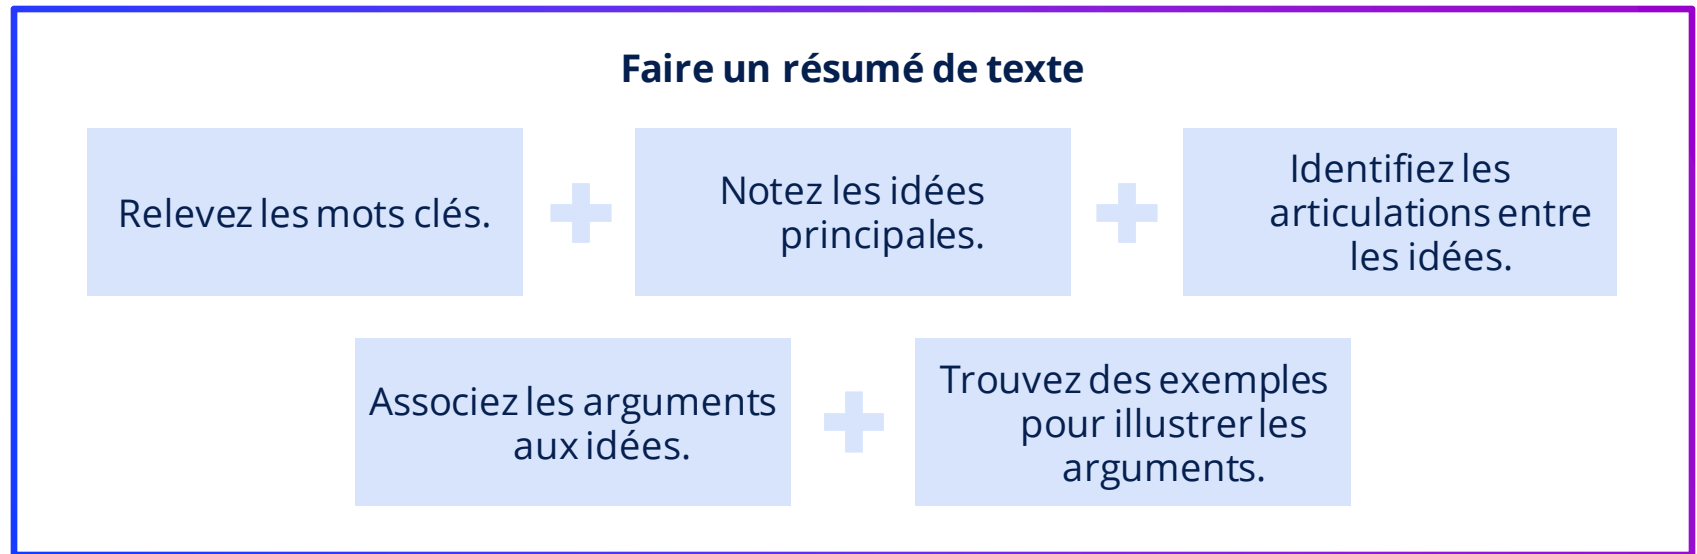 Faire un résumé de texte
Relevez les mots clés.
Notez les idées
principales.
Identifiez les
articulations entre
les idées.
Associez les arguments
aux idées.
Trouvez des exemples
pour illustrer les
arguments.